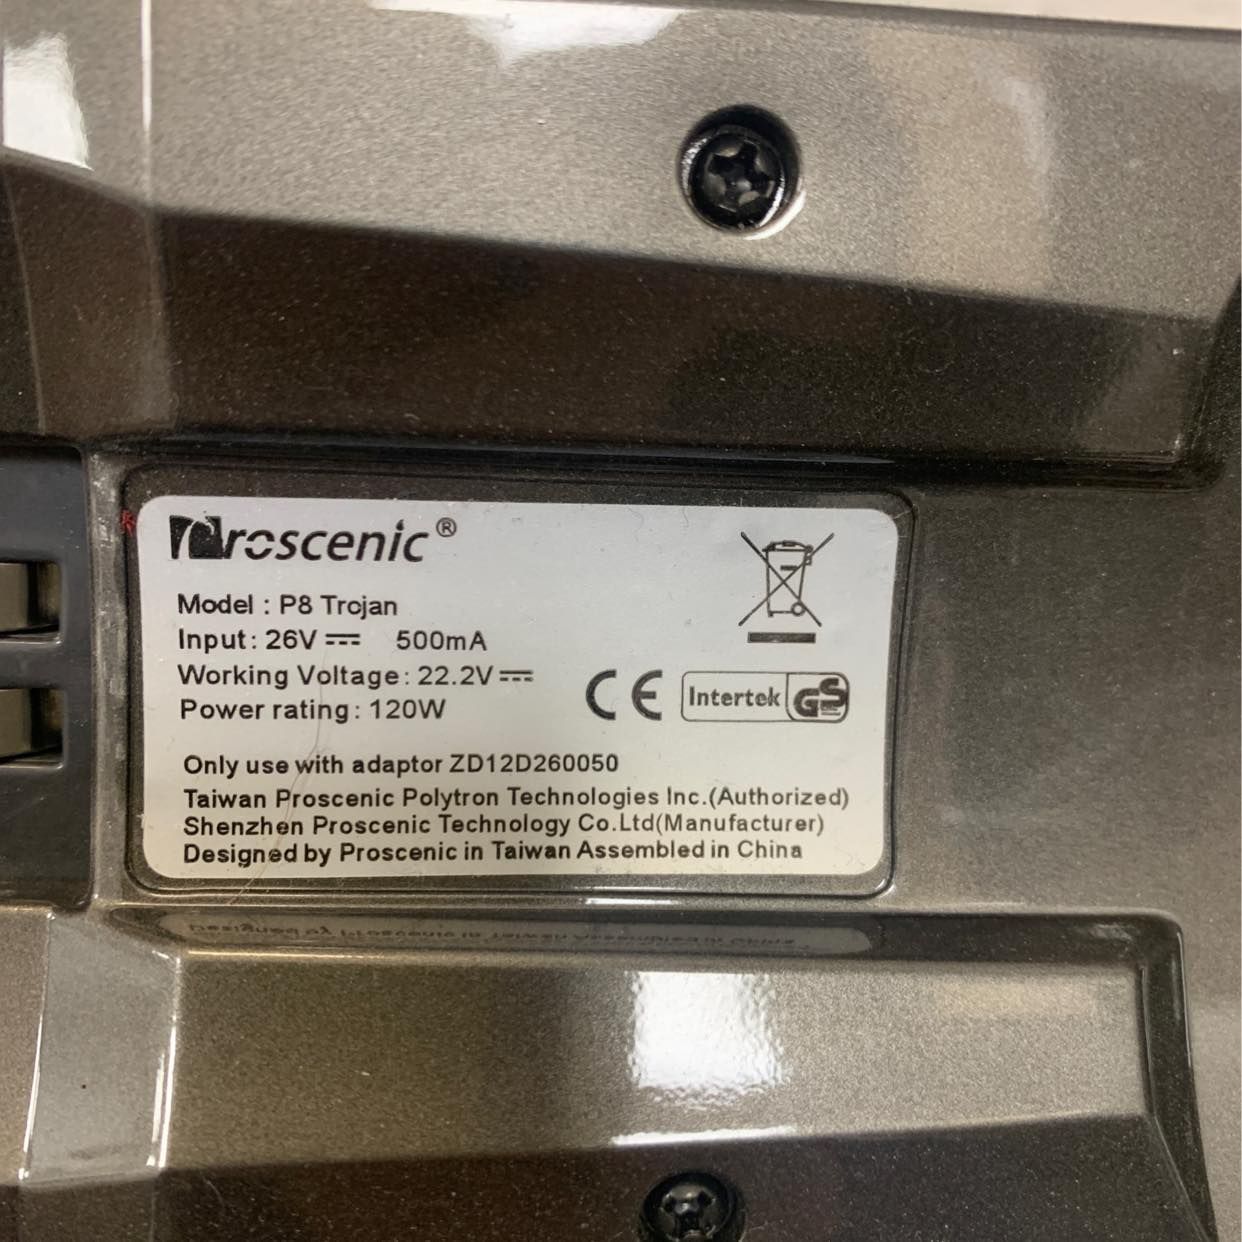 Proscenic®
Model : P8 Trojan
Input: 26V⎓ 500mA
Working Voltage: 22.2V⎓
Power rating: 120W
CE Intertek GS
Only use with adaptor ZD12D260050
Taiwan Proscenic Polytron Technologies Inc.(Authorized)
Shenzhen Proscenic Technology Co.Ltd(Manufacturer)
Designed by Proscenic in Taiwan Assembled in China